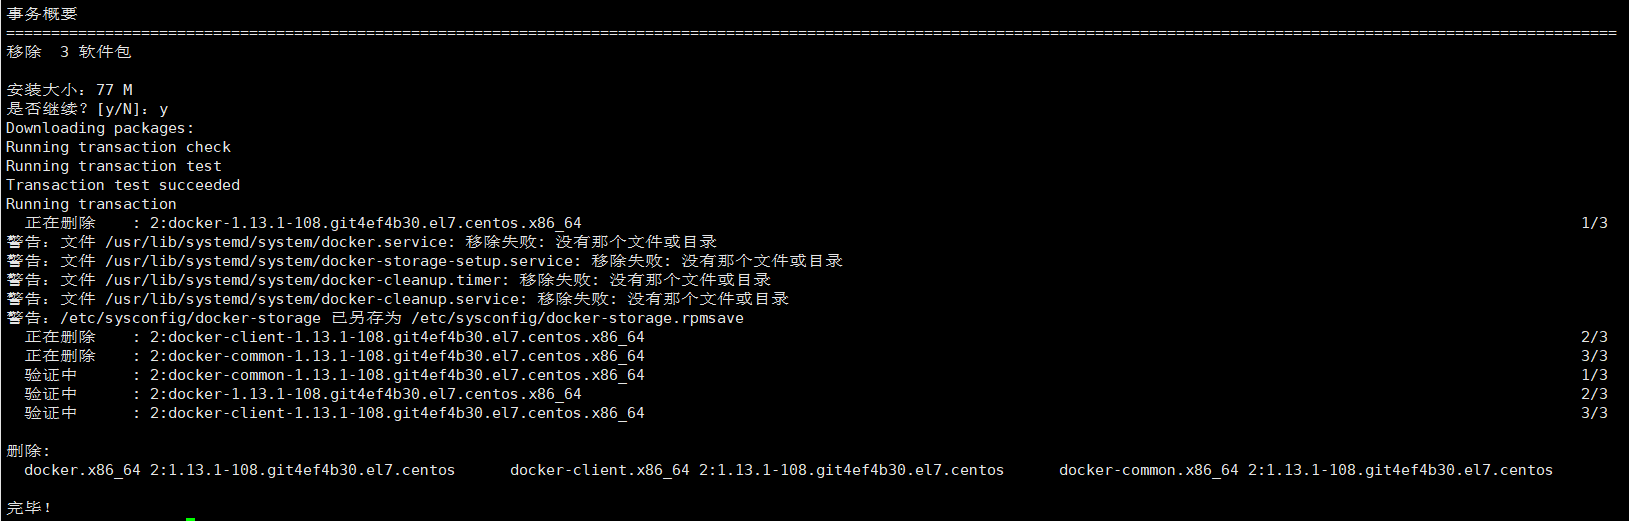 事务概要
===================================================================================================================================================================================
移除  3 软件包

安装大小：77 M
是否继续？[y/N]：y
Downloading packages:
Running transaction check
Running transaction test
Transaction test succeeded
Running transaction
  正在删除    : 2:docker-1.13.1-108.git4ef4b30.el7.centos.x86_64    1/3
警告：文件 /usr/lib/systemd/system/docker.service: 移除失败: 没有那个文件或目录
警告：文件 /usr/lib/systemd/system/docker-storage-setup.service: 移除失败: 没有那个文件或目录
警告：文件 /usr/lib/systemd/system/docker-cleanup.timer: 移除失败: 没有那个文件或目录
警告：文件 /usr/lib/systemd/system/docker-cleanup.service: 移除失败: 没有那个文件或目录
警告：/etc/sysconfig/docker-storage 已另存为 /etc/sysconfig/docker-storage.rpmsave
  正在删除    : 2:docker-client-1.13.1-108.git4ef4b30.el7.centos.x86_64    2/3
  正在删除    : 2:docker-common-1.13.1-108.git4ef4b30.el7.centos.x86_64    3/3
  验证中      : 2:docker-common-1.13.1-108.git4ef4b30.el7.centos.x86_64    1/3
  验证中      : 2:docker-1.13.1-108.git4ef4b30.el7.centos.x86_64    2/3
  验证中      : 2:docker-client-1.13.1-108.git4ef4b30.el7.centos.x86_64    3/3

删除:
  docker.x86_64 2:1.13.1-108.git4ef4b30.el7.centos      docker-client.x86_64 2:1.13.1-108.git4ef4b30.el7.centos      docker-common.x86_64 2:1.13.1-108.git4ef4b30.el7.centos

完毕！